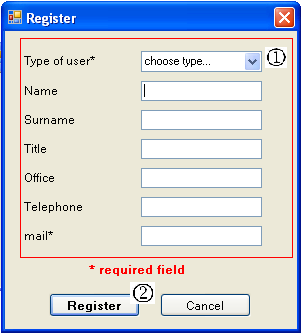 Register
Type of user* choose type... ①
Name
Surname
Title
Office
Telephone
mail*
* required field
②
Register Cancel